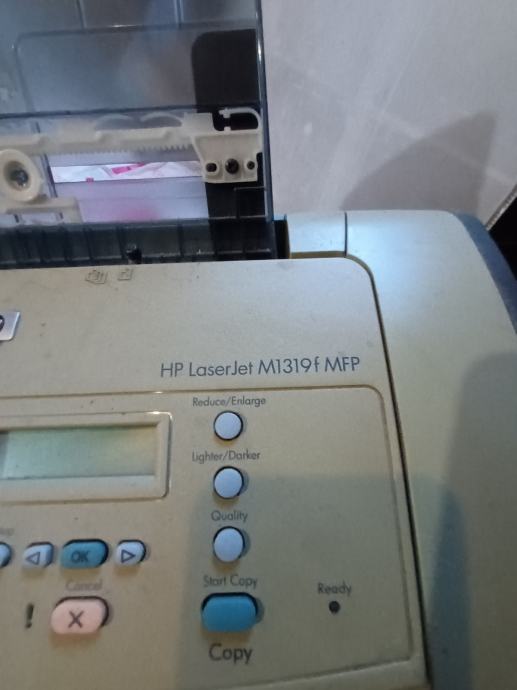 HP LaserJet M1319f MFP
Reduce/Enlarge
Lighter/Darker
Quality
OK
Start Copy
Ready
Cancel
!
X
Copy